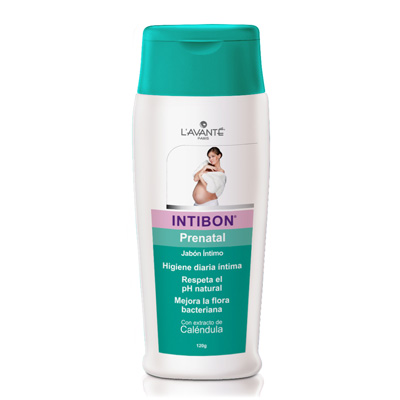 L'AVANTÉ
PARIS
INTIBON®
Prenatal
Jabón Íntimo
Higiene diaria íntima
Respeta el
pH natural
Mejora la flora
bacteriana
Con extracto de
Caléndula
120g